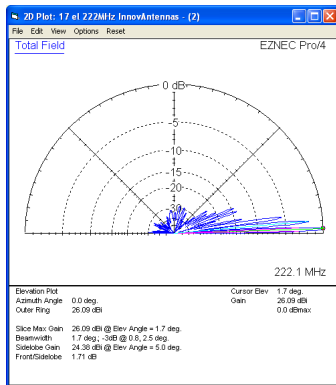 2D Plot: 17 el 222MHz InnovAntennas - (2)
File Edit View Options Reset
Total Field
EZNEC Pro/4
0 dB
-5
-10
-15
-20
-30
222.1 MHz
Elevation Plot
Cursor Elev 1.7 deg.
Azimuth Angle 0.0 deg.
Gain 26.09 dBi
Outer Ring 26.09 dBi
0.0 dBmax
Slice Max Gain 26.09 dBi @ Elev Angle = 1.7 deg.
Beamwidth 1.7 deg.; -3dB @ 0.8, 2.5 deg.
Sidelobe Gain 24.38 dBi @ Elev Angle = 5.0 deg.
Front/Sidelobe 1.71 dB